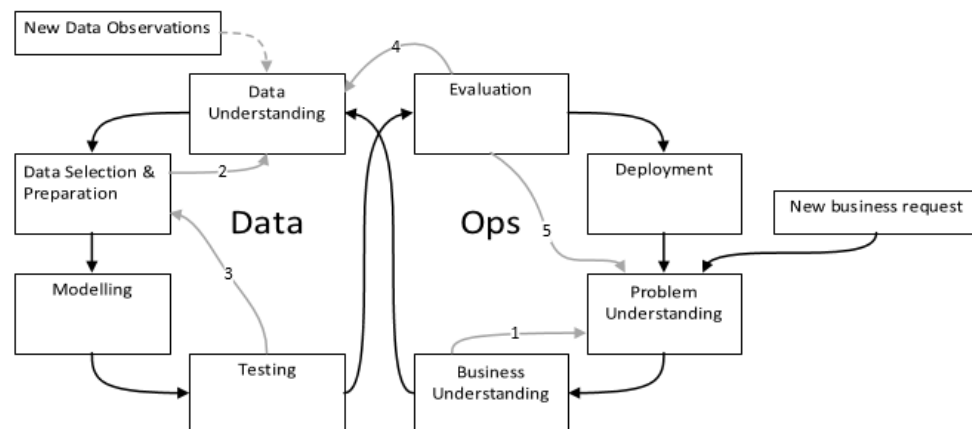 New Data Observations
4
Data
Understanding
Evaluation
Data Selection &
Preparation
2
Deployment
New business request
Data
Ops
5
3
Modelling
Problem
Understanding
1
Testing
Business
Understanding